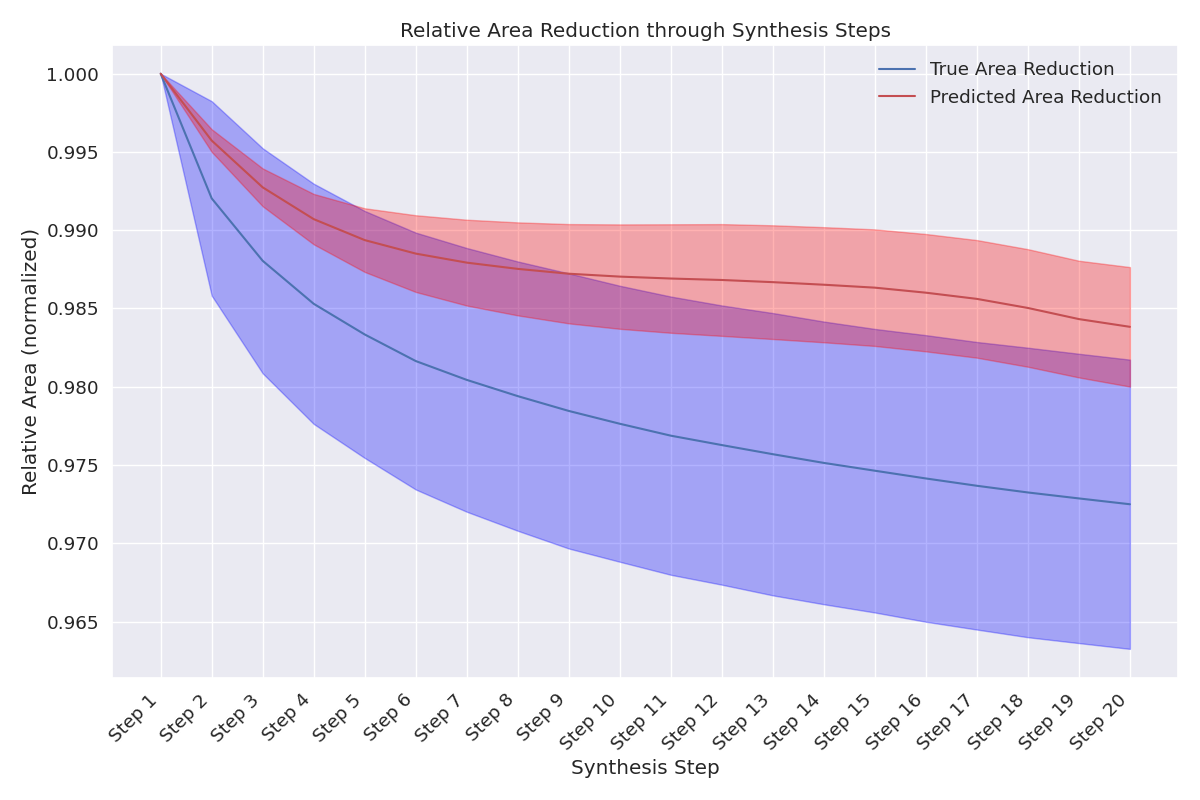 Relative Area Reduction through Synthesis Steps
True Area Reduction
Predicted Area Reduction
Relative Area (normalized)
1.000
0.995
0.990
0.985
0.980
0.975
0.970
0.965
Step 1
Step 2
Step 3
Step 4
Step 5
Step 6
Step 7
Step 8
Step 9
Step 10
Step 11
Step 12
Step 13
Step 14
Step 15
Step 16
Step 17
Step 18
Step 19
Step 20
Synthesis Step